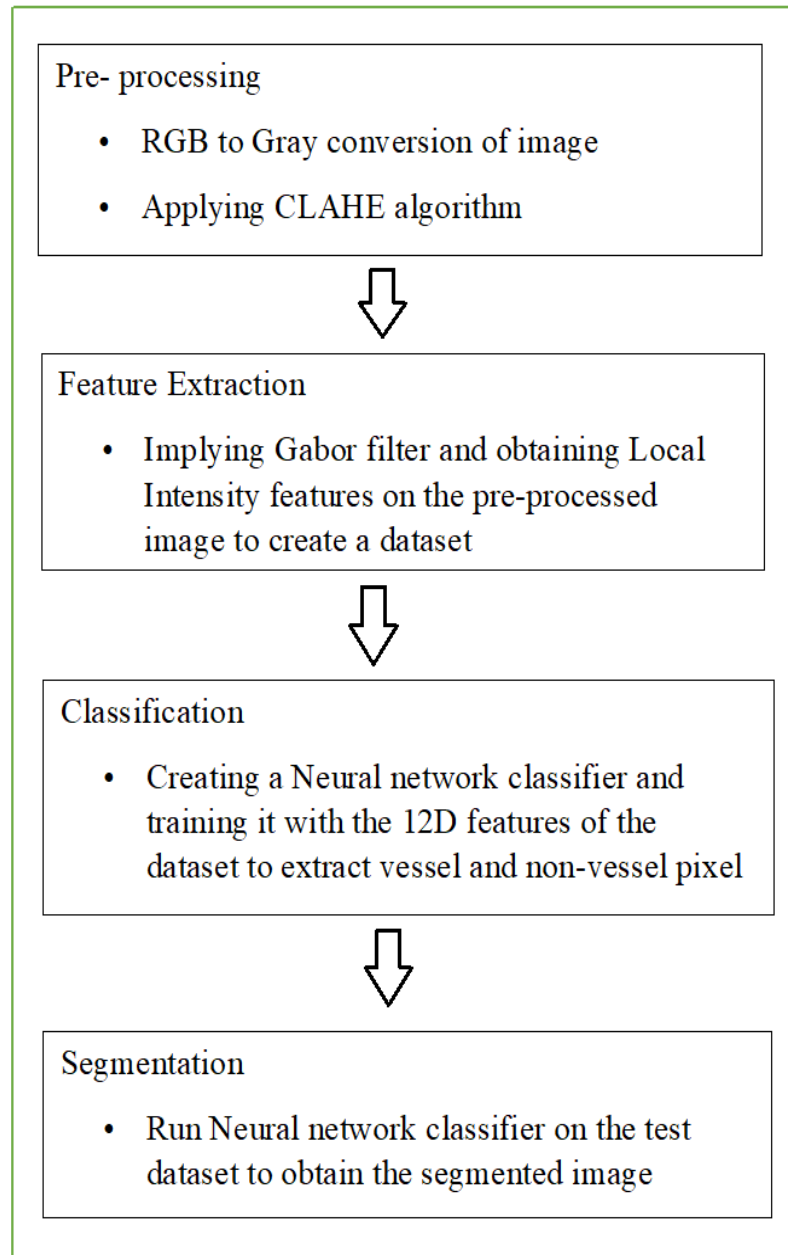 Pre- processing
• RGB to Gray conversion of image
• Applying CLAHE algorithm
Feature Extraction
• Implying Gabor filter and obtaining Local
Intensity features on the pre-processed
image to create a dataset
Classification
• Creating a Neural network classifier and
training it with the 12D features of the
dataset to extract vessel and non-vessel pixel
Segmentation
• Run Neural network classifier on the test
dataset to obtain the segmented image